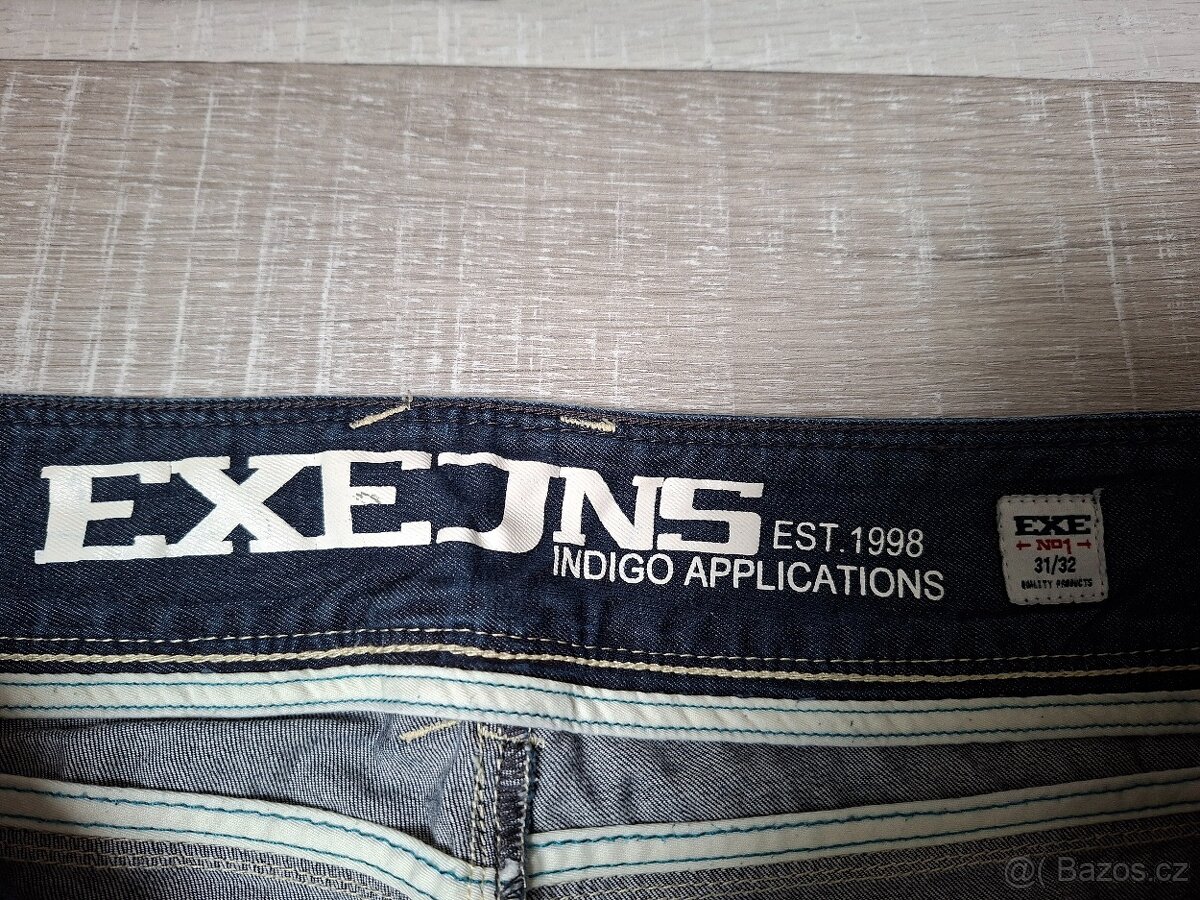 EXEJNS
EST.1998
INDIGO APPLICATIONS
EXE
No1
31/32
QUALITY PRODUCTS
@( Bazos.cz